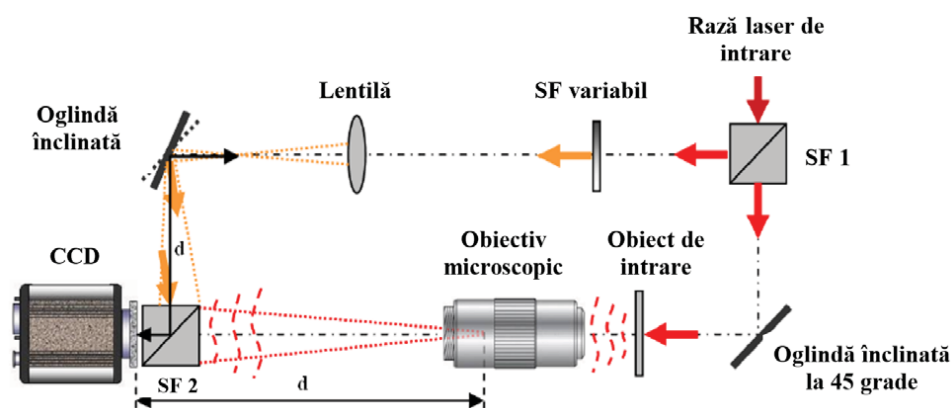 Rază laser de
intrare
Oglindă
înclinată
Lentilă
SF variabil
SF 1
d
CCD
Obiectiv
microscopic
Obiect de
intrare
SF 2
d
Oglindă înclinată
la 45 grade